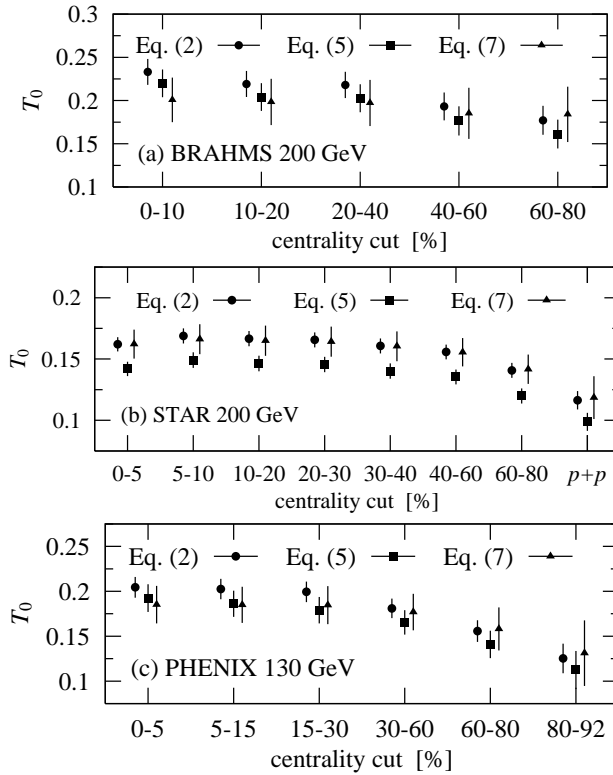 0.3
Eq. (2) Eq. (5) Eq. (7)
0.25
T0
0.2
0.15
(a) BRAHMS 200 GeV
0.1
0-10 10-20 20-40 40-60 60-80
centrality cut [%]
0.2
Eq. (2) Eq. (5) Eq. (7)
T0
0.15
0.1
(b) STAR 200 GeV
0-5 5-10 10-20 20-30 30-40 40-60 60-80 p+p
centrality cut [%]
0.25
Eq. (2) Eq. (5) Eq. (7)
T0
0.2
0.15
(c) PHENIX 130 GeV
0.1
0-5 5-15 15-30 30-60 60-80 80-92
centrality cut [%]